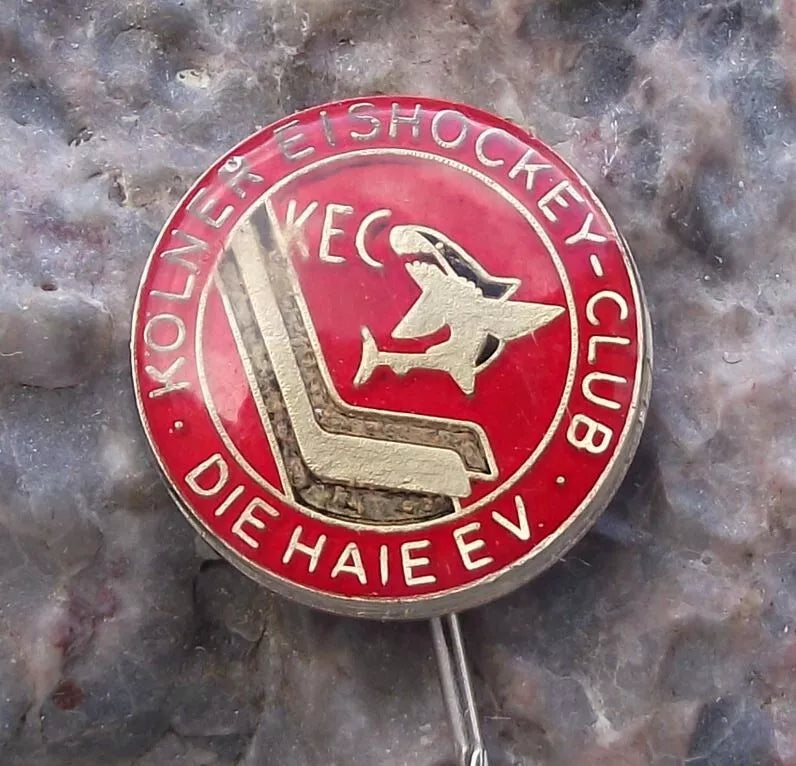 KÖLNER EISHOCKEY-CLUB
KEC
· DIE HAIE EV ·